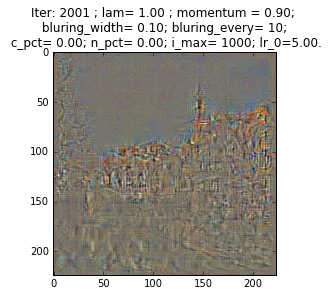 Iter: 2001 ; lam= 1.00 ; momentum = 0.90;
bluring_width= 0.10; bluring_every= 10;
c_pct= 0.00; n_pct= 0.00; i_max= 1000; lr_0=5.00.
0
50
100
150
200
0 50 100 150 200